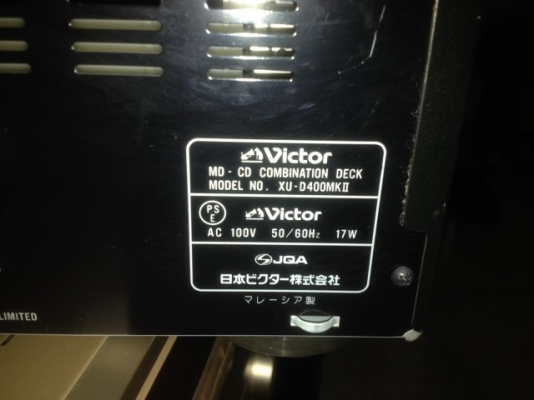 Victor
MD - CD COMBINATION DECK
MODEL NO. XU-D400MKⅡ
PS
E
Victor
AC 100V 50/60Hz 17W
JQA
日本ビクター株式会社
マレーシア製
LIMITED